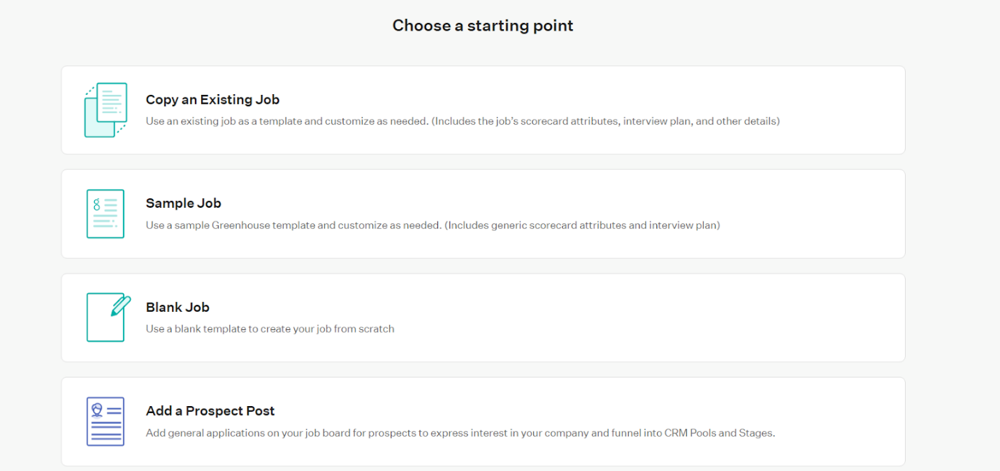 Choose a starting point
Copy an Existing Job
Use an existing job as a template and customize as needed. (Includes the job’s scorecard attributes, interview plan, and other details)
Sample Job
Use a sample Greenhouse template and customize as needed. (Includes generic scorecard attributes and interview plan)
Blank Job
Use a blank template to create your job from scratch
Add a Prospect Post
Add general applications on your job board for prospects to express interest in your company and funnel into CRM Pools and Stages.